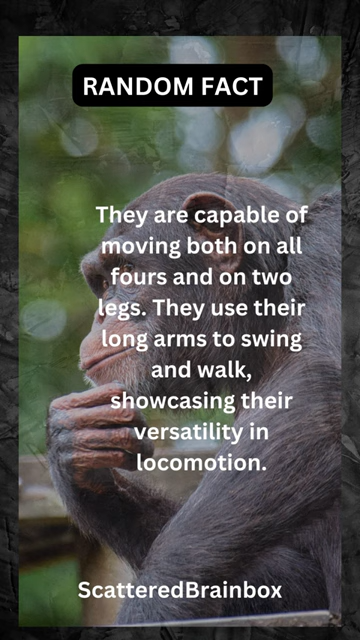 RANDOM FACT
They are capable of
moving both on all
fours and on two
legs. They use their
long arms to swing
and walk,
showcasing their
versatility in
locomotion.
ScatteredBrainbox